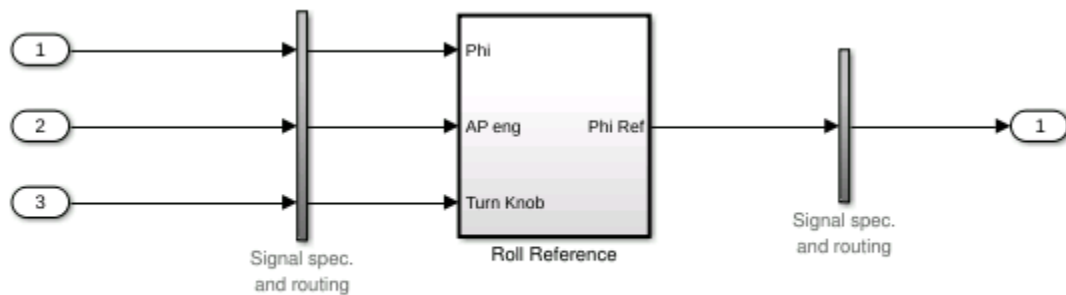 1
Phi
2
AP eng
Phi Ref
1
3
Turn Knob
Signal spec.
and routing
Roll Reference
Signal spec.
and routing